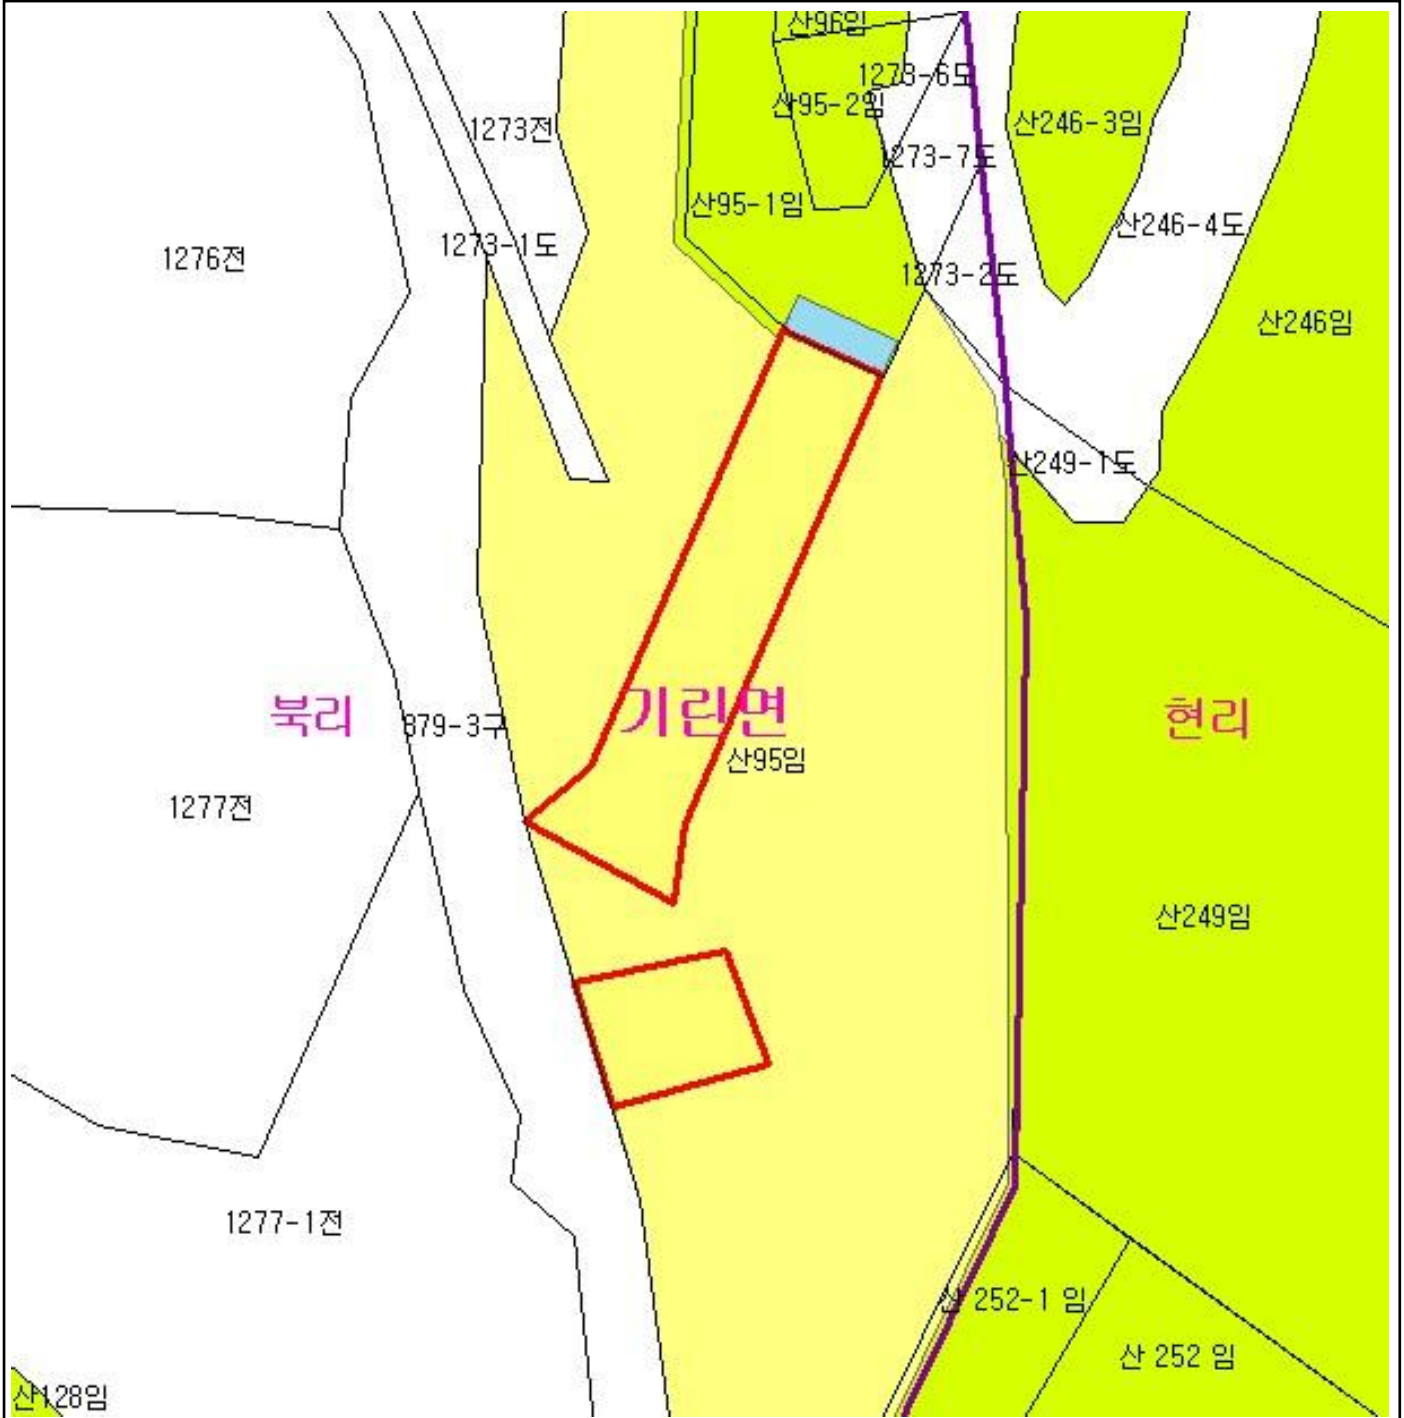 산96임
1273-6도
산95-2임
1273전
산246-3임
1273-7도
산95-1임
산246-4도
1273-1도
1276전
1273-2도
산246임
산249-1도
북리
기린면
현리
879-3구
산95임
1277전
산249임
1277-1전
산 252-1 임
산 252 임
산128임